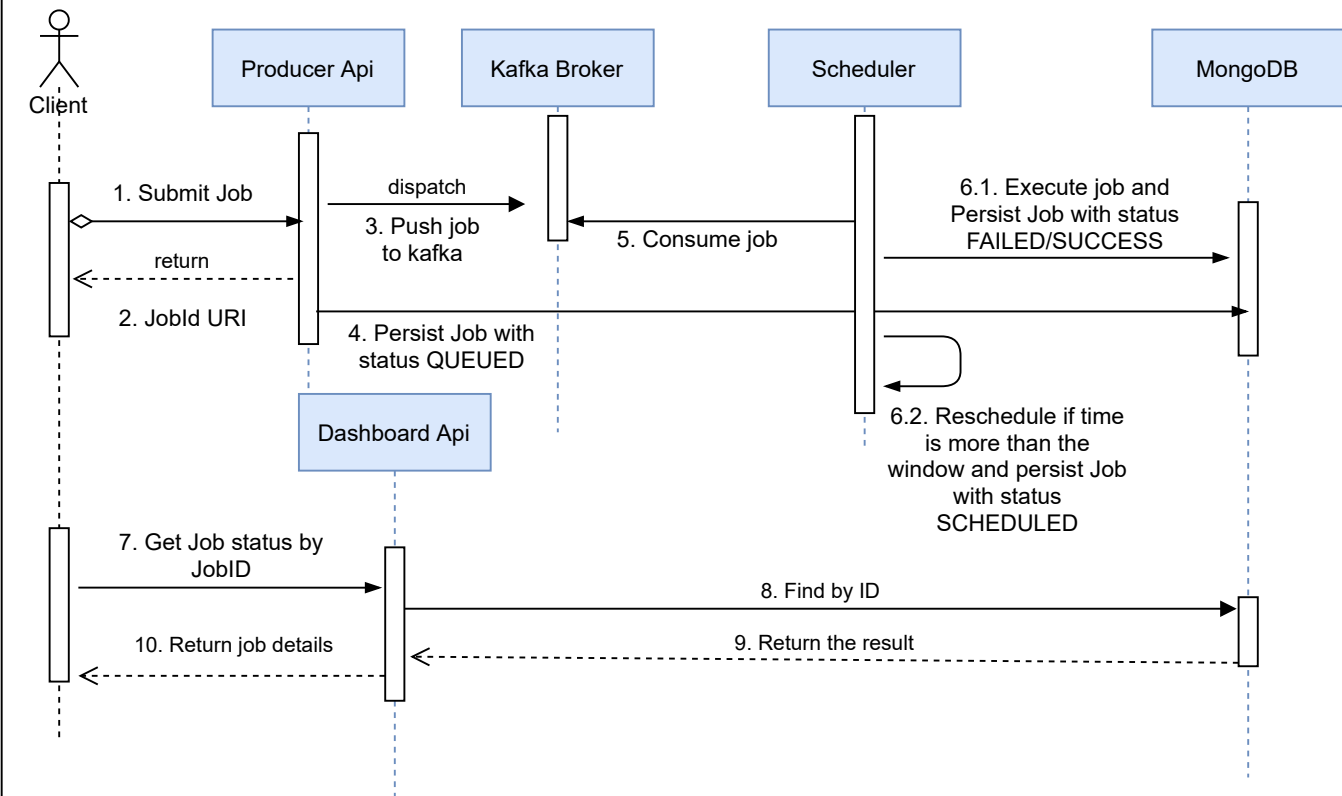 Client
Producer Api
Kafka Broker
Scheduler
MongoDB
1. Submit Job
dispatch
3. Push job
to kafka
5. Consume job
6.1. Execute job and
Persist Job with status
FAILED/SUCCESS
return
2. JobId URI
4. Persist Job with
status QUEUED
6.2. Reschedule if time
is more than the
window and persist Job
with status
SCHEDULED
Dashboard Api
7. Get Job status by
JobID
8. Find by ID
9. Return the result
10. Return job details